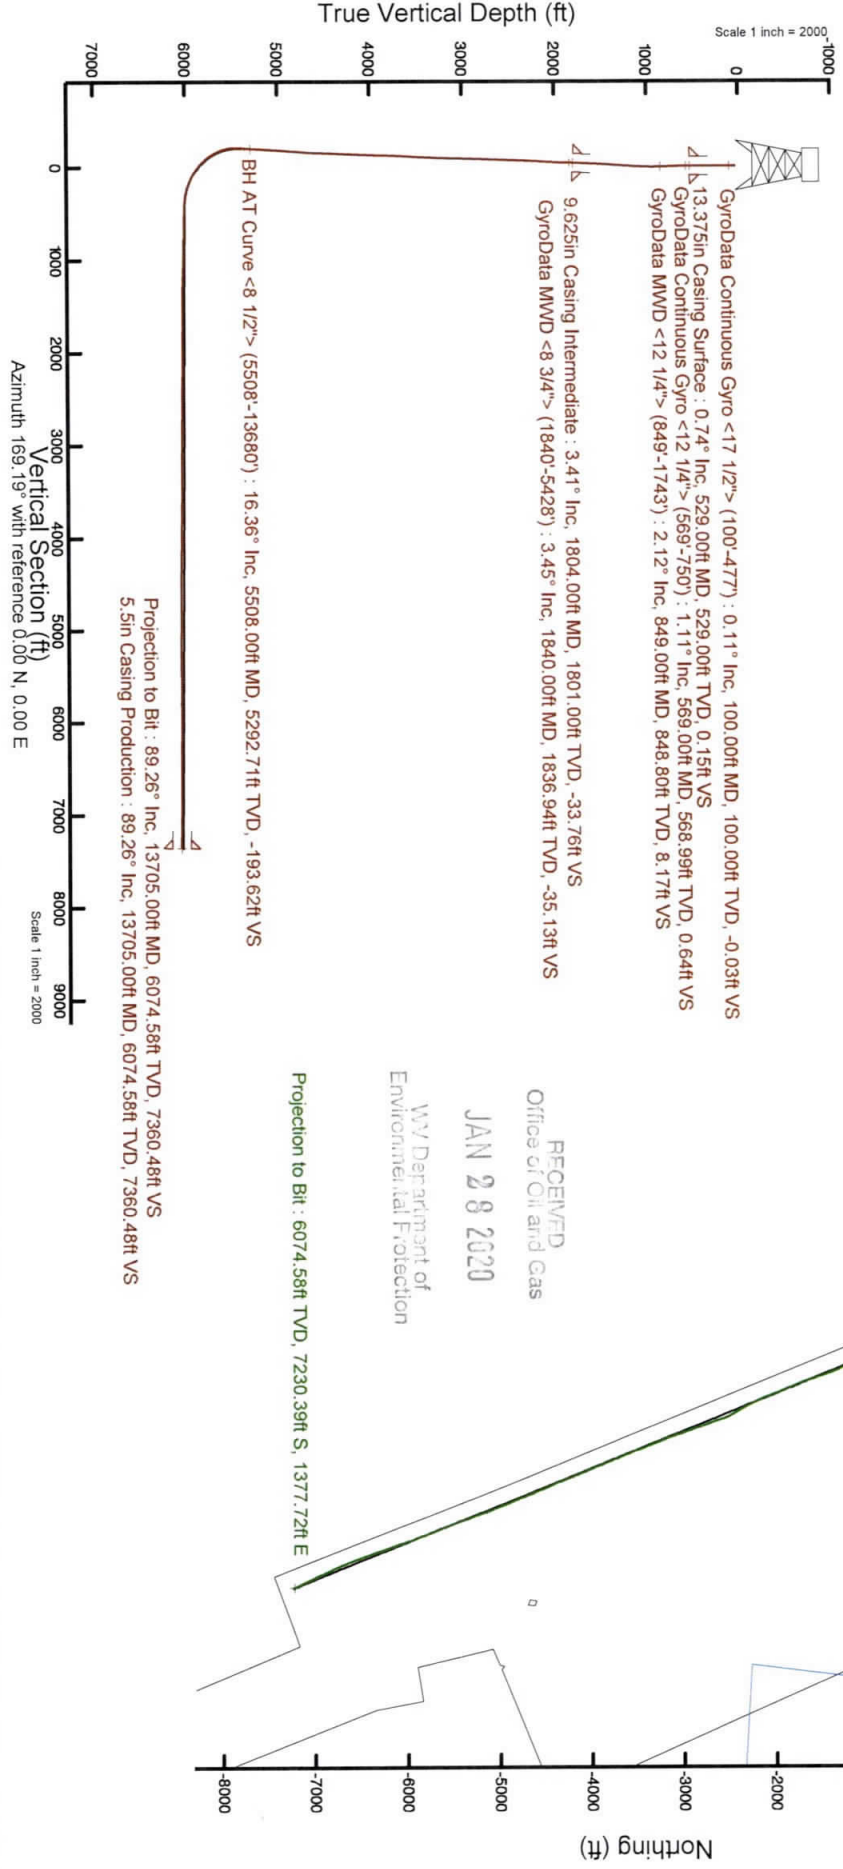 True Vertical Depth (ft)
Scale 1 inch = 2000
7000
6000
5000
4000
3000
2000
1000
0
-1000
GyroData Continuous Gyro <17 1/2"> (100'-477') : 0.11° Inc, 100.00ft MD, 100.00ft TVD, -0.03ft VS
13.375in Casing Surface : 0.74° Inc, 529.00ft MD, 529.00ft TVD, 0.15ft VS
GyroData Continuous Gyro <12 1/4"> (569'-750') : 1.11° Inc, 569.00ft MD, 568.99ft TVD, 0.64ft VS
GyroData MWD <12 1/4"> (849'-1743') : 2.12° Inc, 849.00ft MD, 848.80ft TVD, 8.17ft VS
9.625in Casing Intermediate : 3.41° Inc, 1804.00ft MD, 1801.00ft TVD, -33.76ft VS
GyroData MWD <8 3/4"> (1840'-5428') : 3.45° Inc, 1840.00ft MD, 1836.94ft TVD, -35.13ft VS
BH AT Curve <8 1/2"> (5508'-13680') : 16.36° Inc, 5508.00ft MD, 5292.71ft TVD, -193.62ft VS
Projection to Bit : 89.26° Inc, 13705.00ft MD, 6074.58ft TVD, 7360.48ft VS
5.5in Casing Production : 89.26° Inc, 13705.00ft MD, 6074.58ft TVD, 7360.48ft VS
0
1000
2000
3000
4000
5000
6000
7000
8000
9000
Vertical Section (ft)
Azimuth 169.19° with reference 0.00 N, 0.00 E
Scale 1 inch = 2000
RECEIVED
Office of Oil and Gas
JAN 28 2020
WV Department of
Environmental Protection
Projection to Bit : 6074.58ft TVD, 7230.39ft S, 1377.72ft E
-8000
-7000
-6000
-5000
-4000
-3000
-2000
Northing (ft)